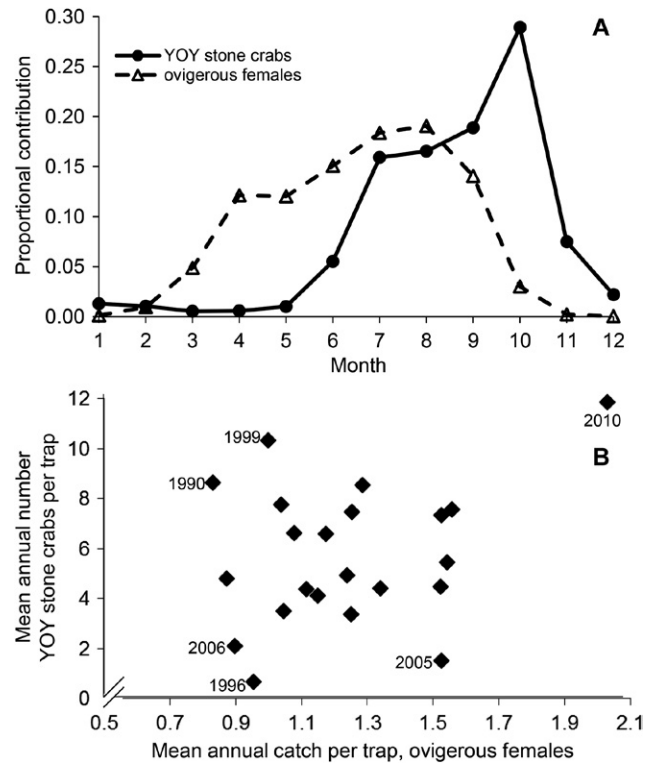 0.30
A
YOY stone crabs
ovigerous females
0.25
0.20
0.15
0.10
0.05
0.00
Proportional contribution
1 2 3 4 5 6 7 8 9 10 11 12
Month
12
2010
B
1999
10
1990
8
6
4
2006
2
2005
1996
0
Mean annual number
YOY stone crabs per trap
0.5 0.7 0.9 1.1 1.3 1.5 1.7 1.9 2.1
Mean annual catch per trap, ovigerous females